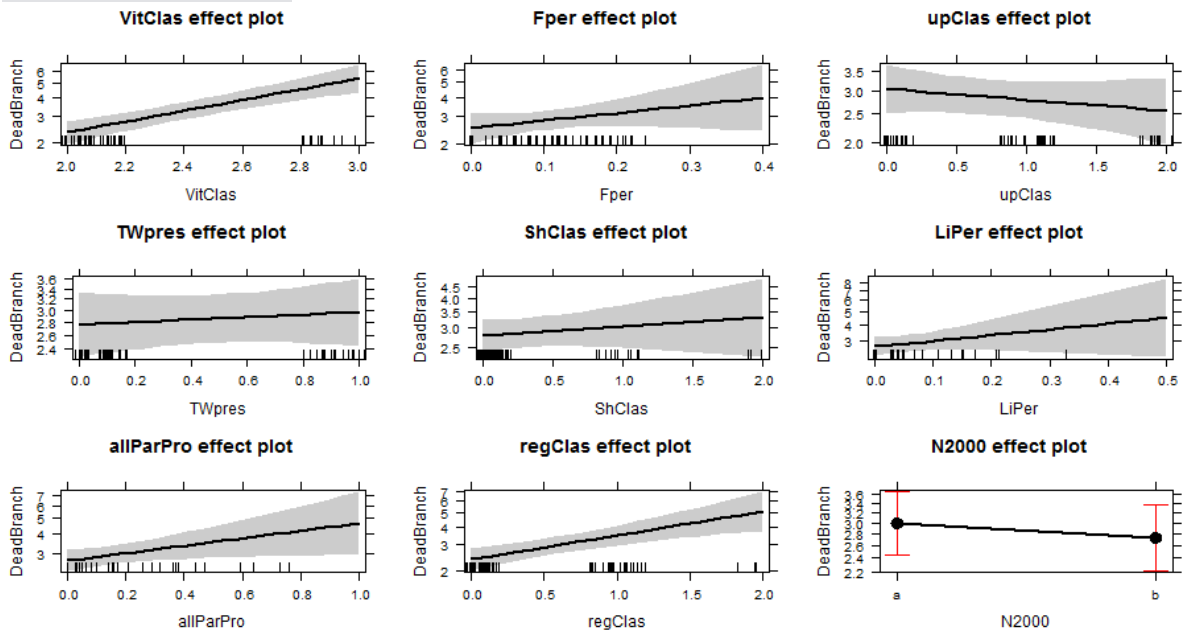 VitClas effect plot
DeadBranch
6
5
4
3
2
2.0 2.2 2.4 2.6 2.8 3.0
VitClas
Fper effect plot
DeadBranch
6
5
4
3
2
0.0 0.1 0.2 0.3 0.4
Fper
upClas effect plot
DeadBranch
3.5
3.0
2.5
2.0
0.0 0.5 1.0 1.5 2.0
upClas
TWpres effect plot
DeadBranch
3.6
3.4
3.2
3.0
2.8
2.6
2.4
0.0 0.2 0.4 0.6 0.8 1.0
TWpres
ShClas effect plot
DeadBranch
4.5
4.0
3.5
3.0
2.5
0.0 0.5 1.0 1.5 2.0
ShClas
LiPer effect plot
DeadBranch
8
7
6
5
4
3
0.0 0.1 0.2 0.3 0.4 0.5
LiPer
allParPro effect plot
DeadBranch
7
6
5
4
3
0.0 0.2 0.4 0.6 0.8 1.0
allParPro
regClas effect plot
DeadBranch
7
6
5
4
3
2
0.0 0.5 1.0 1.5 2.0
regClas
N2000 effect plot
DeadBranch
3.6
3.4
3.2
3.0
2.8
2.6
2.4
2.2
a b
N2000